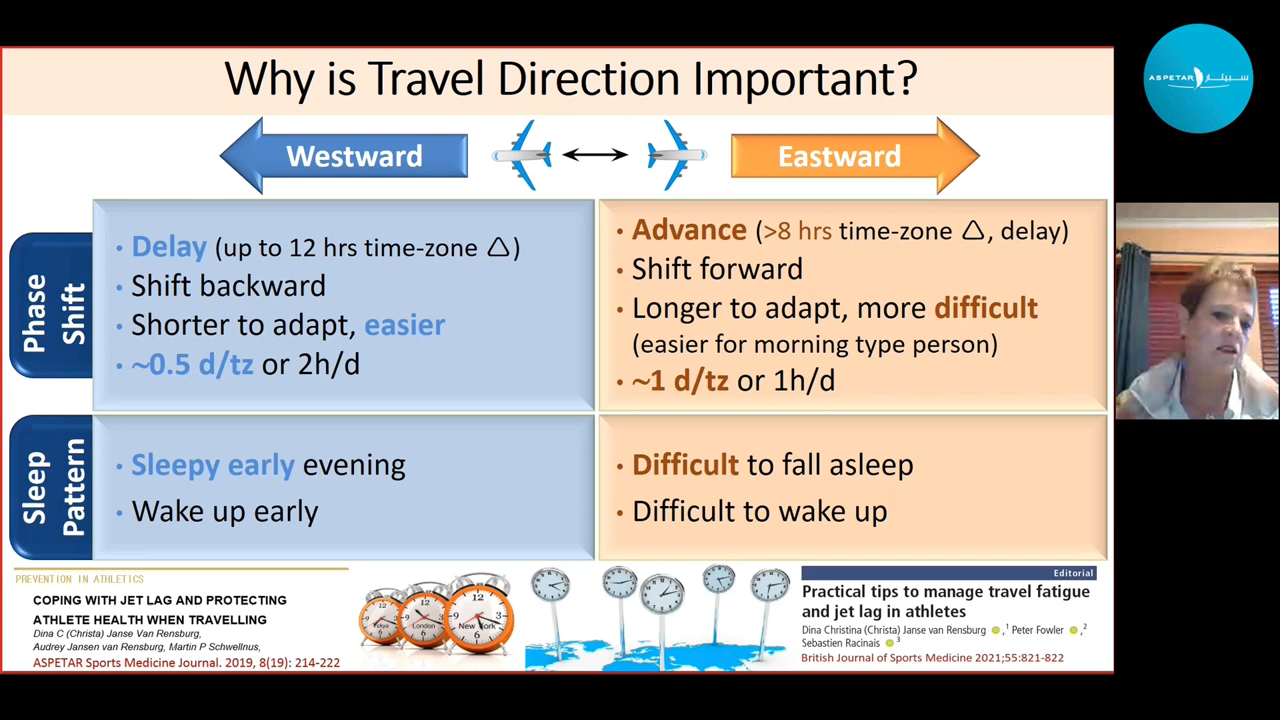 Why is Travel Direction Important?
Westward
Eastward
Phase
Shift
• Delay (up to 12 hrs time-zone △)
• Shift backward
• Shorter to adapt, easier
• ~0.5 d/tz or 2h/d
• Advance (>8 hrs time-zone △, delay)
• Shift forward
• Longer to adapt, more difficult
(easier for morning type person)
• ~1 d/tz or 1h/d
Sleep
Pattern
• Sleepy early evening
• Wake up early
• Difficult to fall asleep
• Difficult to wake up
PREVENTION IN ATHLETICS
COPING WITH JET LAG AND PROTECTING
ATHLETE HEALTH WHEN TRAVELLING
Dina C (Christa) Janse Van Rensburg,
Audrey Jansen van Rensburg, Martin P Schwellnus,
ASPETAR Sports Medicine Journal. 2019, 8(19): 214-222
London
New York
Editorial
Practical tips to manage travel fatigue
and jet lag in athletes
Dina Christina (Christa) Janse van Rensburg ,1 Peter Fowler ,2
Sebastien Racinais 3
British Journal of Sports Medicine 2021;55:821-822
ASPETAR سبيتار